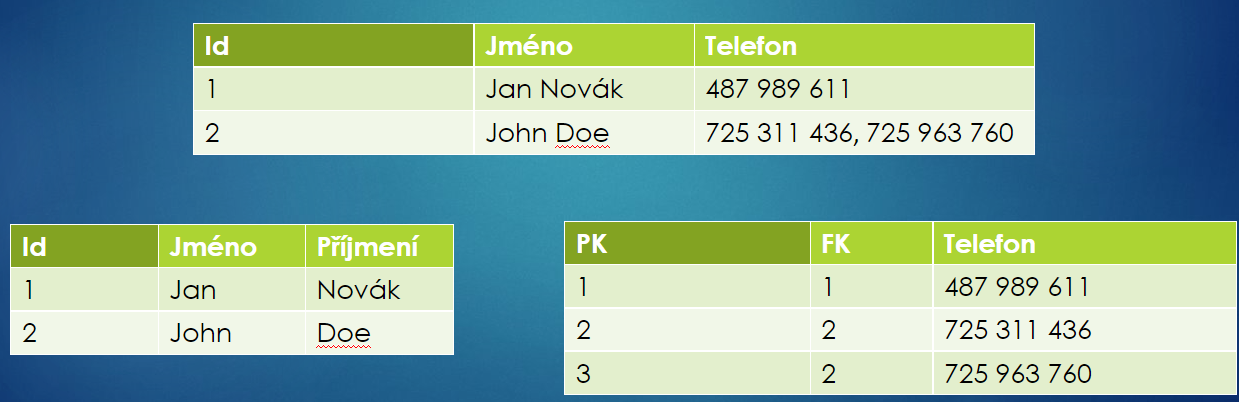 Id Jméno Telefon
1 Jan Novák 487 989 611
2 John Doe 725 311 436, 725 963 760
Id Jméno Příjmení
1 Jan Novák
2 John Doe
PK FK Telefon
1 1 487 989 611
2 2 725 311 436
3 2 725 963 760